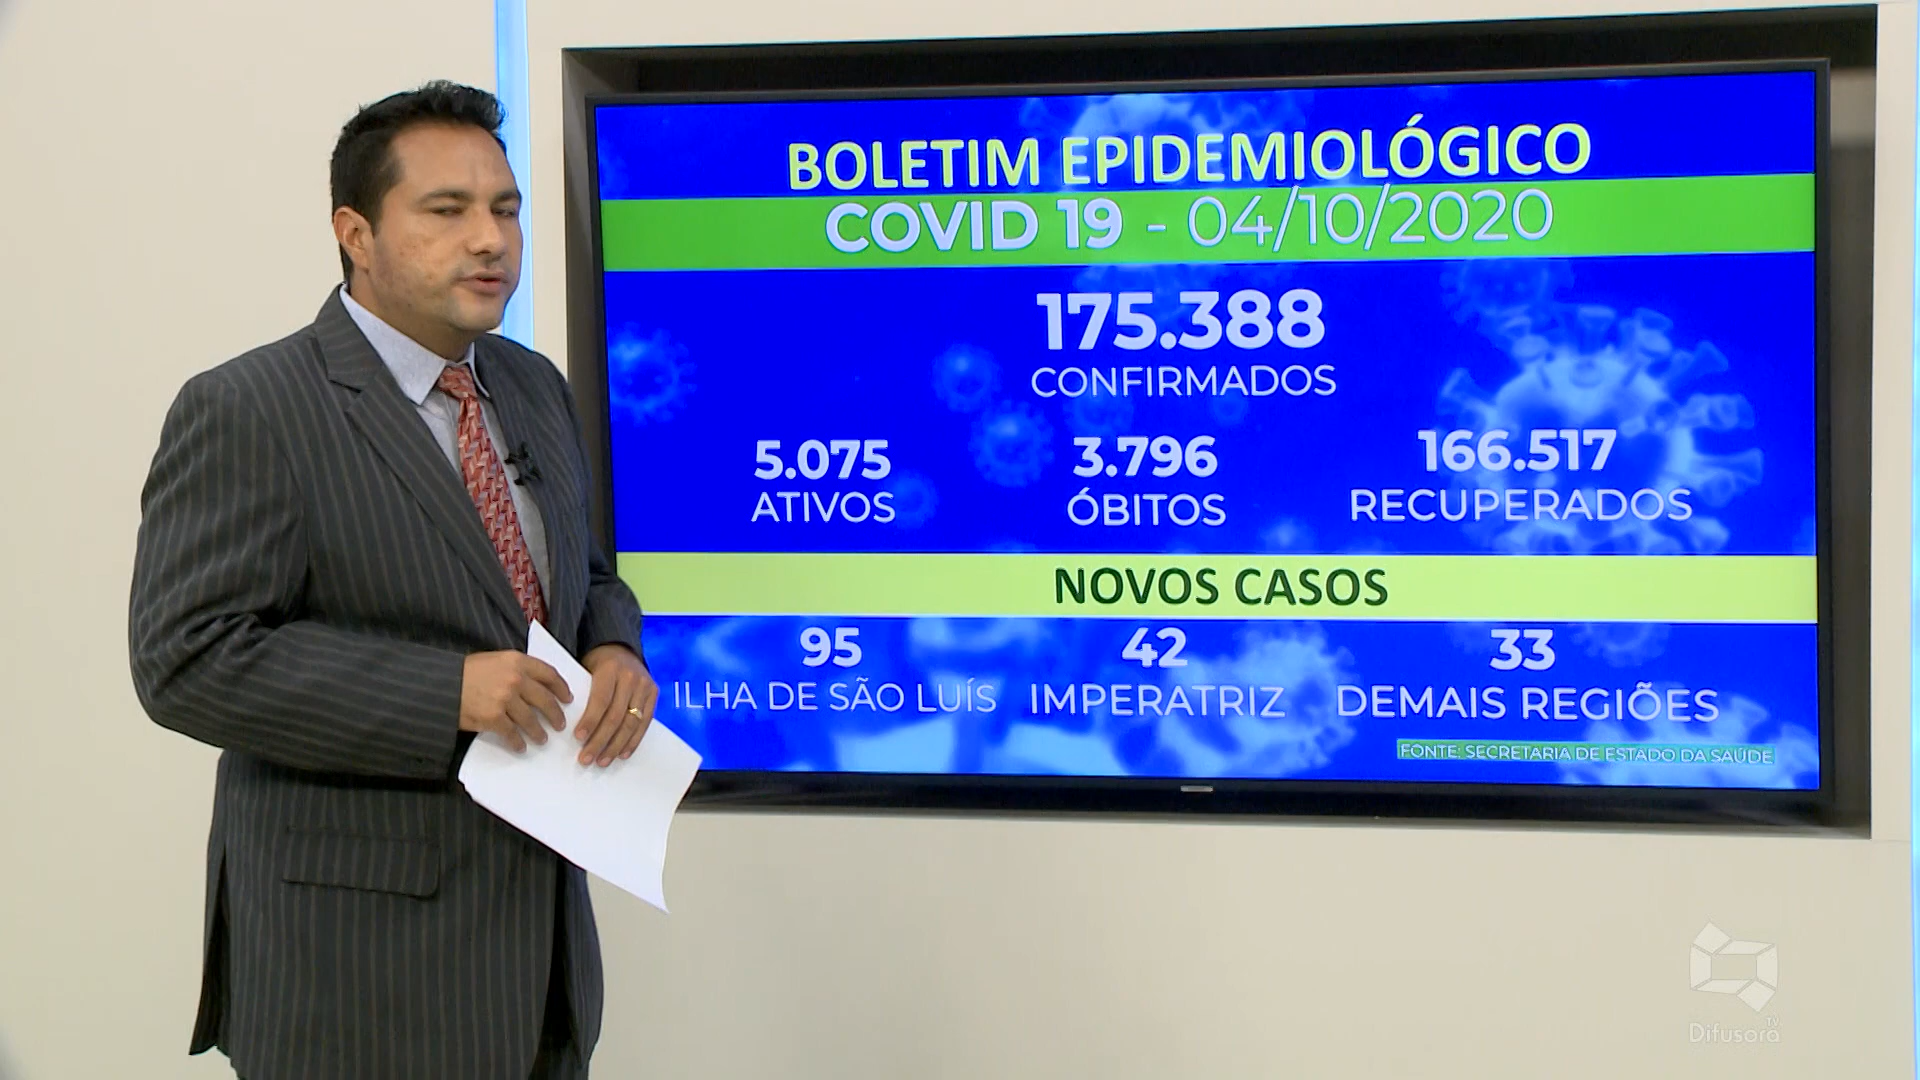 BOLETIM EPIDEMIOLÓGICO
COVID 19 - 04/10/2020
175.388
CONFIRMADOS
5.075
ATIVOS
3.796
ÓBITOS
166.517
RECUPERADOS
NOVOS CASOS
95
ILHA DE SÃO LUÍS
42
IMPERATRIZ
33
DEMAIS REGIÕES
FONTE: SECRETARIA DE ESTADO DA SAÚDE
TV
Difusora